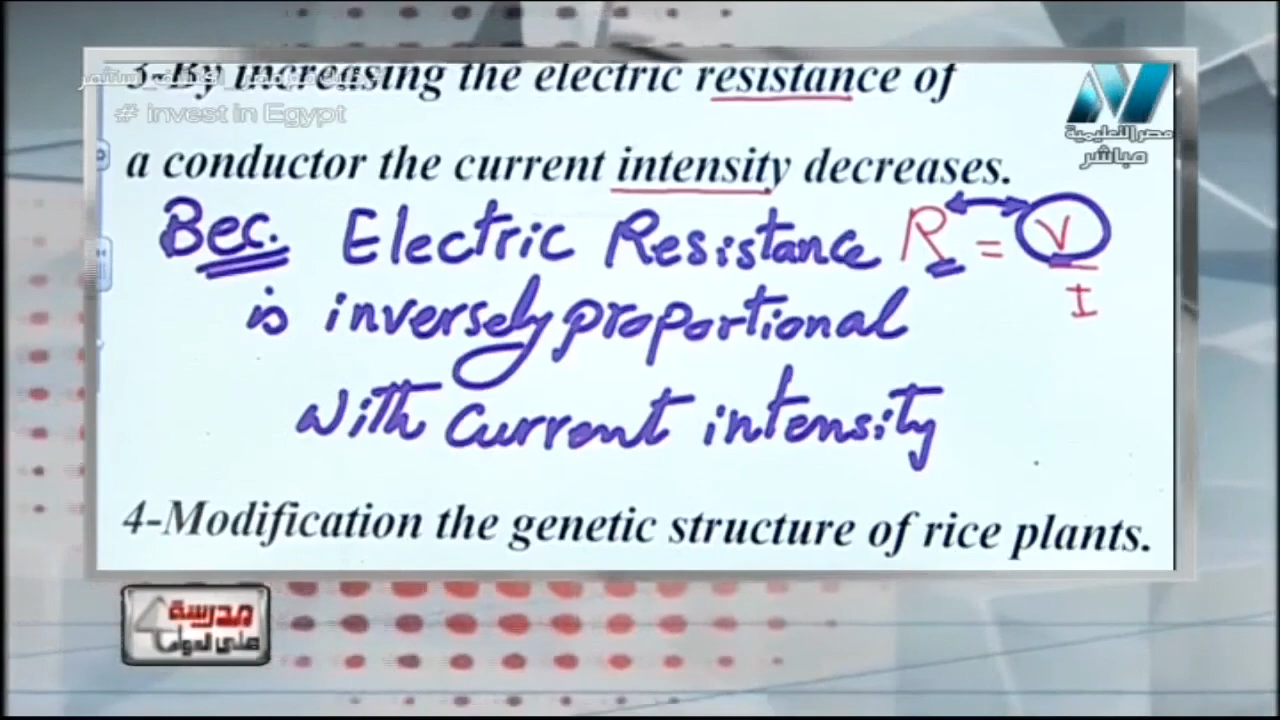 3-By increasing the electric resistance of
# invest in Egypt
a conductor the current intensity decreases.
Bec. Electric Resistance R = V
I
is inversely proportional
with current intensity
4-Modification the genetic structure of rice plants.
مصر التعليمية
مباشر
مدرسة
على الهواء